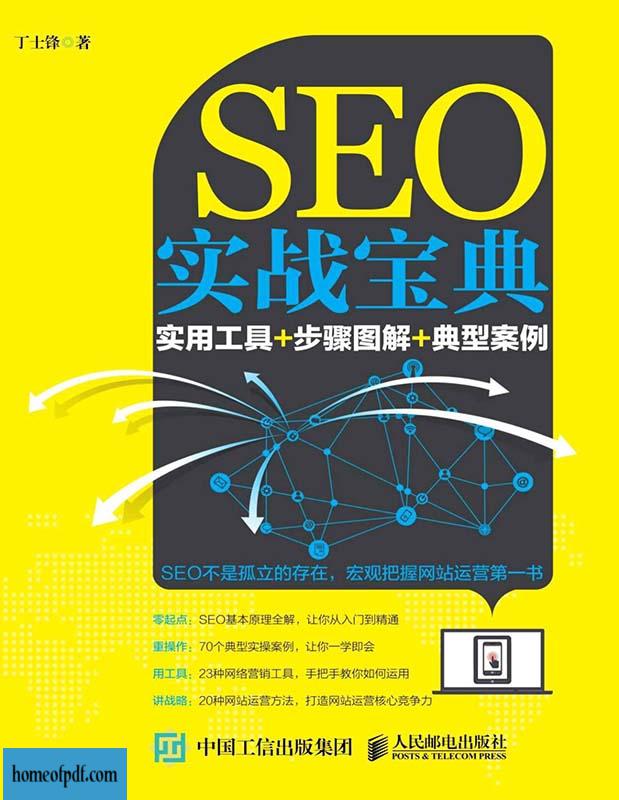 丁士锋◎著
SEO
实战宝典
实用工具+步骤图解+典型案例
SEO不是孤立的存在，宏观把握网站运营第一书
零起点：SEO基本原理全解，让你从入门到精通
重操作：70个典型实操案例，让你一学即会
用工具：23种网络营销工具，手把手教你如何运用
讲战略：20种网站运营方法，打造网站运营核心竞争力
中国工信出版集团
人民邮电出版社
POSTS & TELECOM PRESS
homeofpdf.com